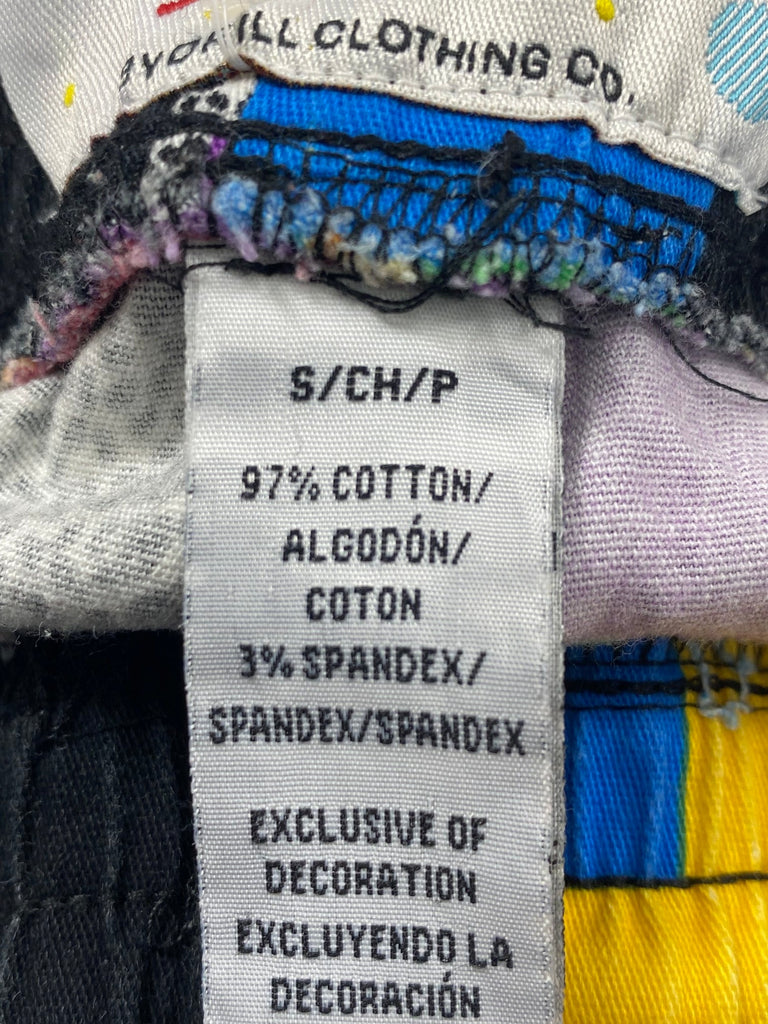 CLOTHING CO.
S/CH/P
97% COTTON/
ALGODÓN/
COTON
3% SPANDEX/
SPANDEX/SPANDEX
EXCLUSIVE OF
DECORATION
EXCLUYENDO LA
DECORACIÓN